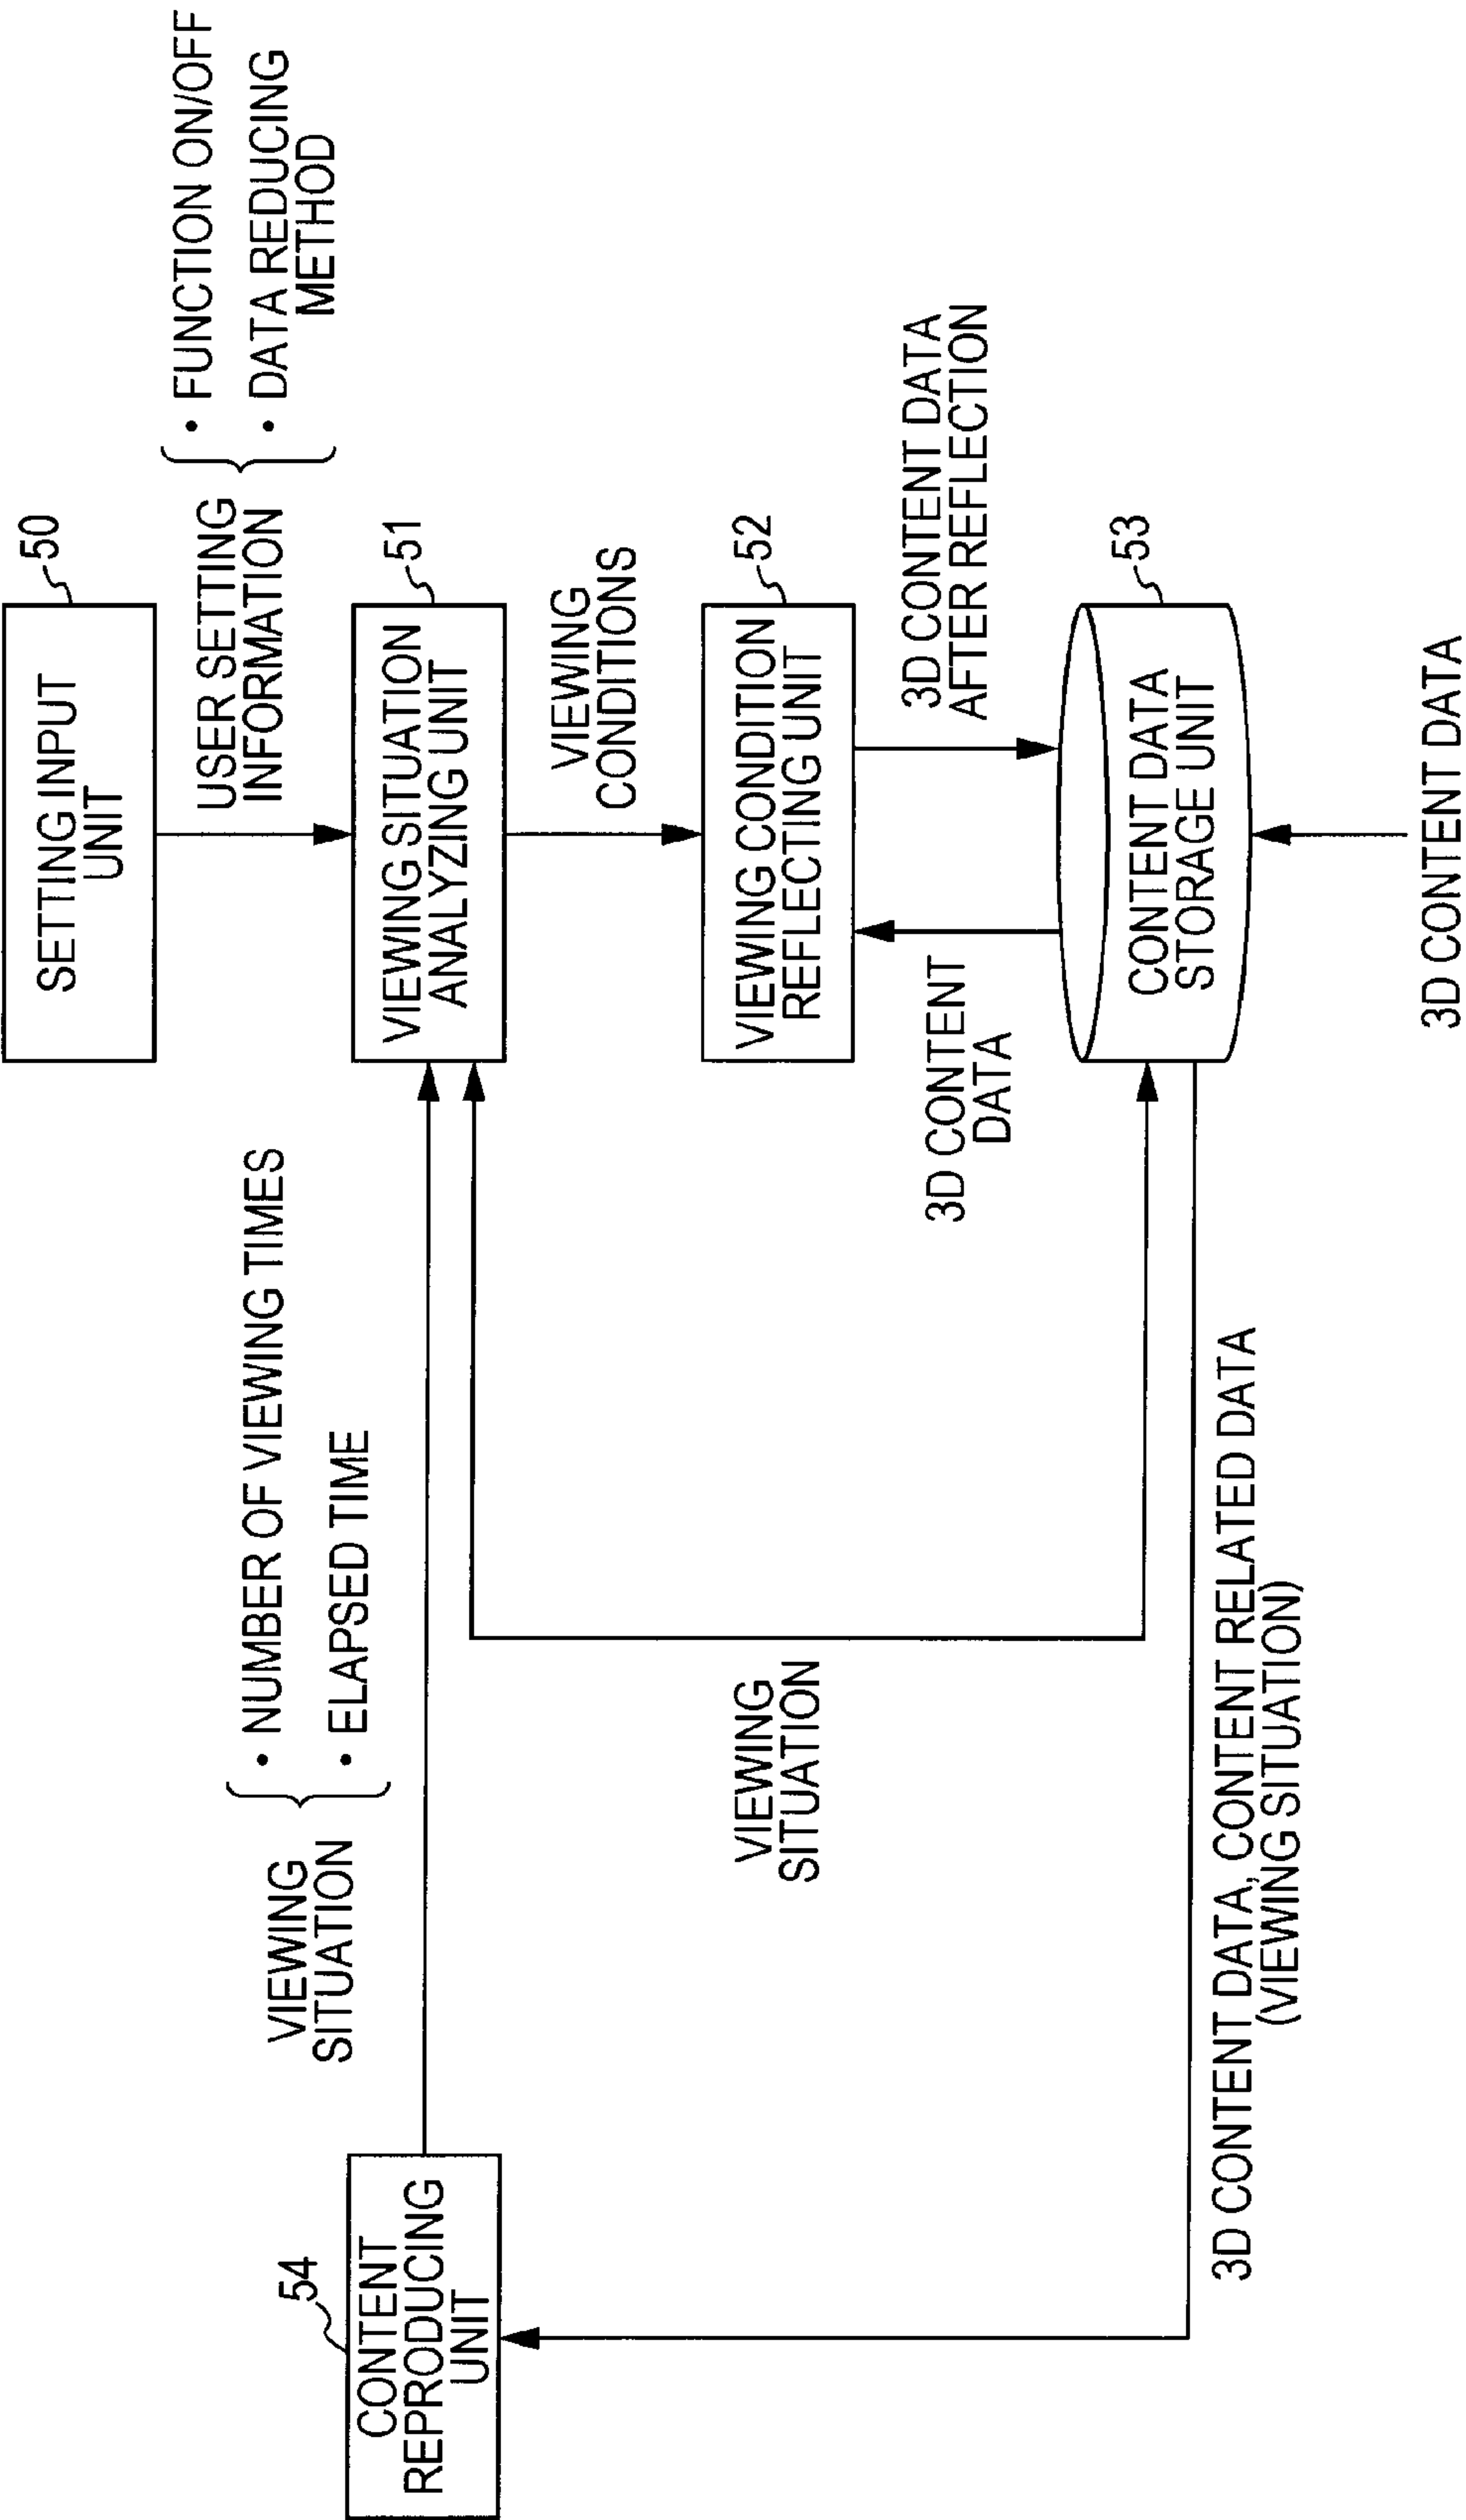 50
SETTING INPUT
UNIT
USER SETTING
INFORMATION
・ FUNCTION ON/OFF
・ DATA REDUCING
METHOD
54
CONTENT
REPRODUCING
UNIT
VIEWING
SITUATION
・ NUMBER OF VIEWING TIMES
・ ELAPSED TIME
51
VIEWING SITUATION
ANALYZING UNIT
VIEWING
CONDITIONS
VIEWING
SITUATION
52
VIEWING CONDITION
REFLECTING UNIT
3D CONTENT
DATA
3D CONTENT DATA
AFTER REFLECTION
53
CONTENT DATA
STORAGE UNIT
3D CONTENT DATA, CONTENT RELATED DATA
(VIEWING SITUATION)
3D CONTENT DATA